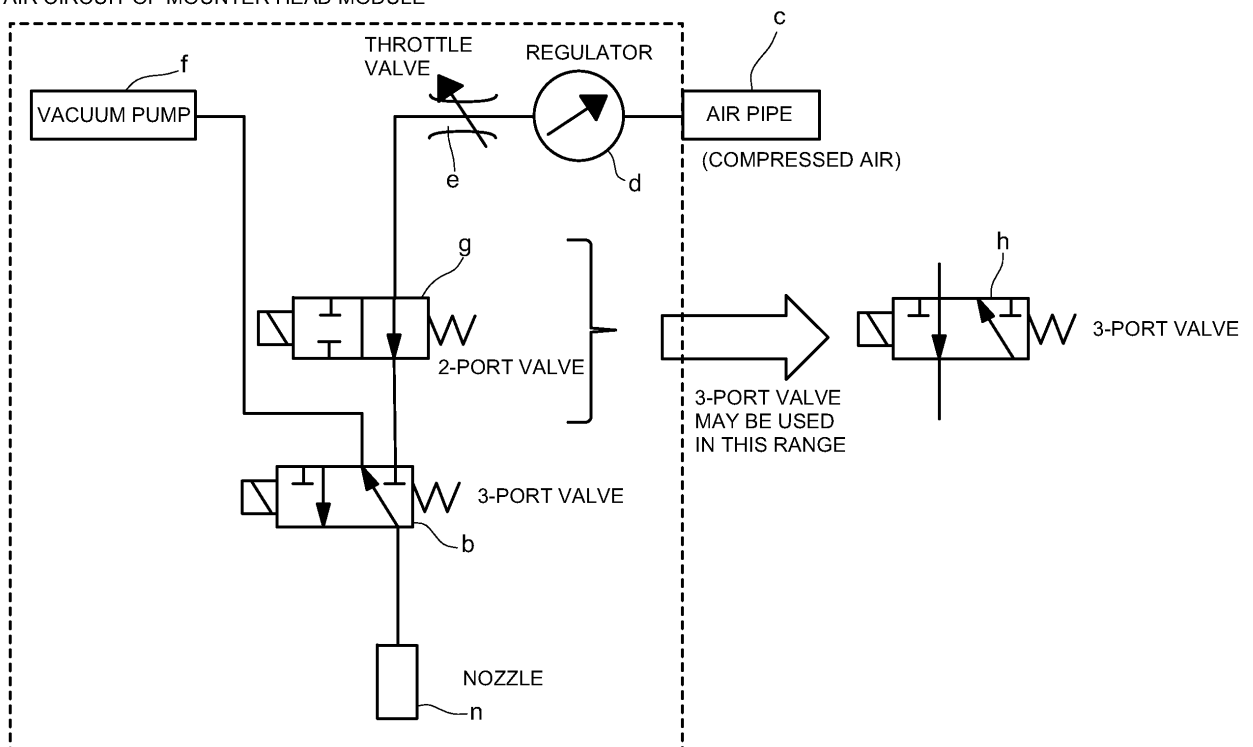 AIR CIRCUIT OF MOUNTER HEAD MODULE
c
THROTTLE
VALVE
REGULATOR
f
VACUUM PUMP
AIR PIPE
(COMPRESSED AIR)
e
d
g
h
2-PORT VALVE
3-PORT VALVE
3-PORT VALVE
MAY BE USED
IN THIS RANGE
3-PORT VALVE
b
NOZZLE
n